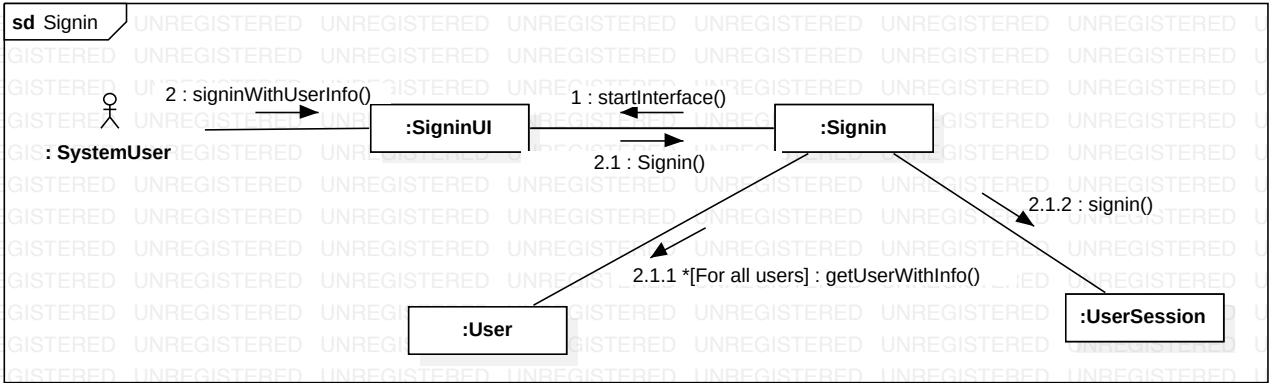 sd Signin
2 : signinWithUserInfo()
1 : startInterface()
:SigninUI
:Signin
: SystemUser
2.1 : Signin()
2.1.2 : signin()
2.1.1 *[For all users] : getUserWithInfo()
:User
:UserSession
UNREGISTERED